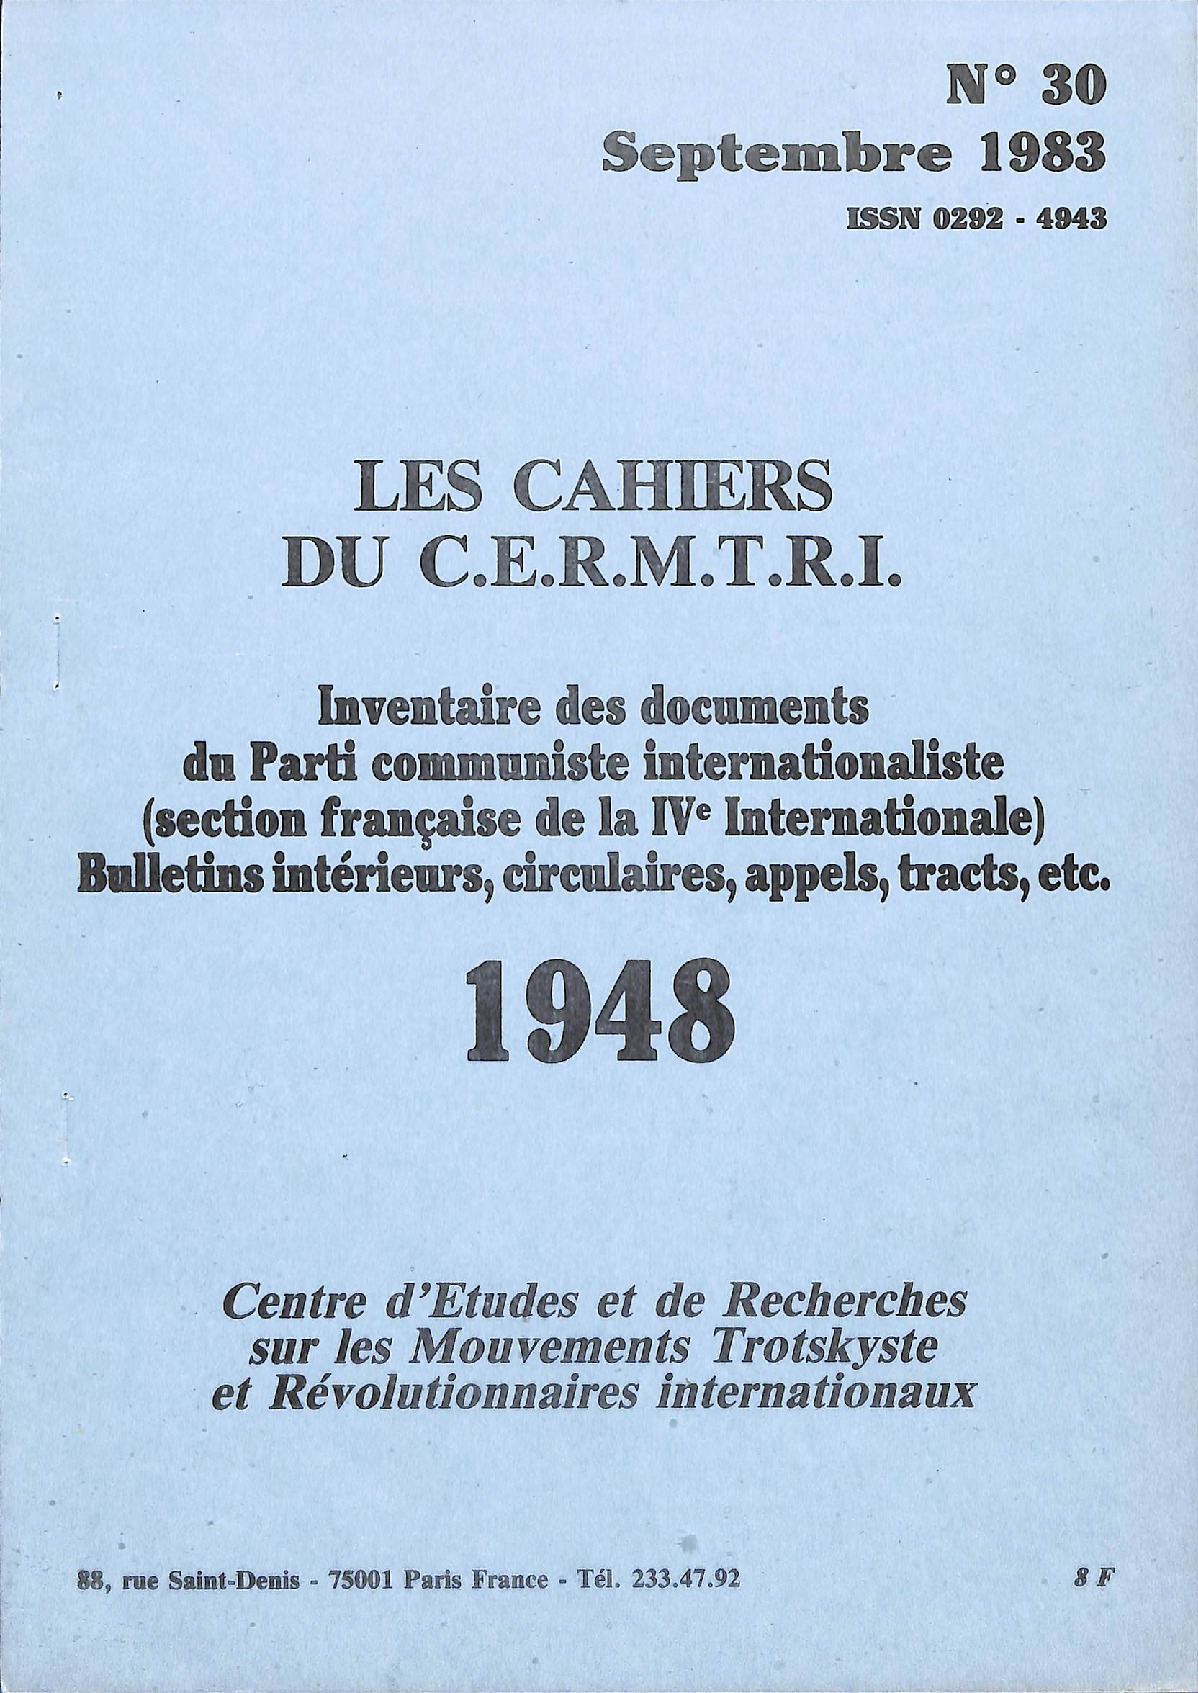 N° 30
Septembre 1983
ISSN 0292 - 4943
LES CAHIERS
DU C.E.R.M.T.R.I.
Inventaire des documents
du Parti communiste internationaliste
(section française de la IVe Internationale)
Bulletins intérieurs, circulaires, appels, tracts, etc.
1948
Centre d'Etudes et de Recherches
sur les Mouvements Trotskyste
et Révolutionnaires internationaux
88, rue Saint-Denis - 75001 Paris France - Tél. 233.47.92 8 F